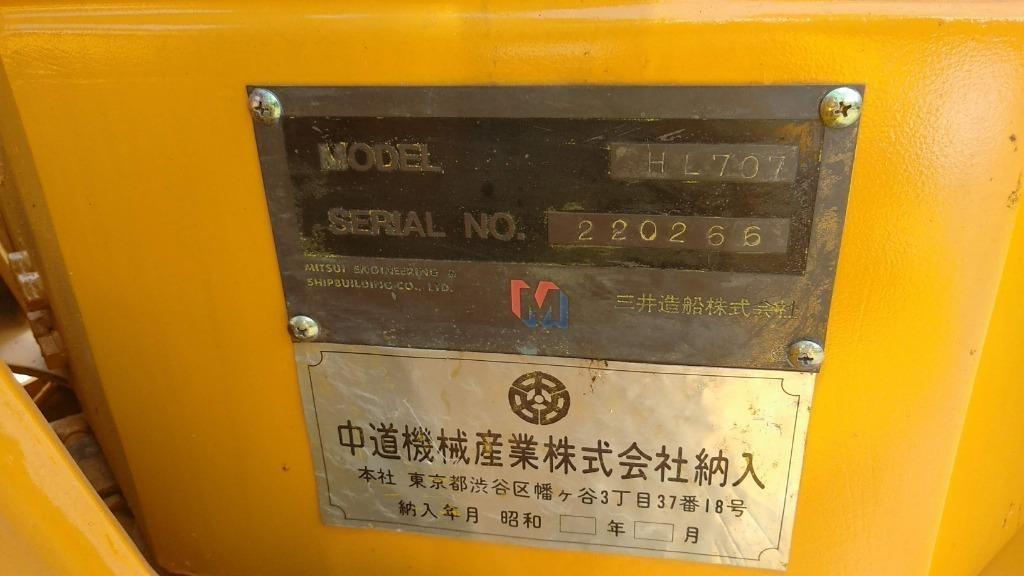 MODEL HL707
SERIAL NO. 220266
MITSUI ENGINEERING &
SHIPBUILDING CO., LTD.
三井造船株式会社
中道機械産業株式会社納入
本社 東京都渋谷区幡ヶ谷3丁目37番18号
納入年月 昭和 年 月